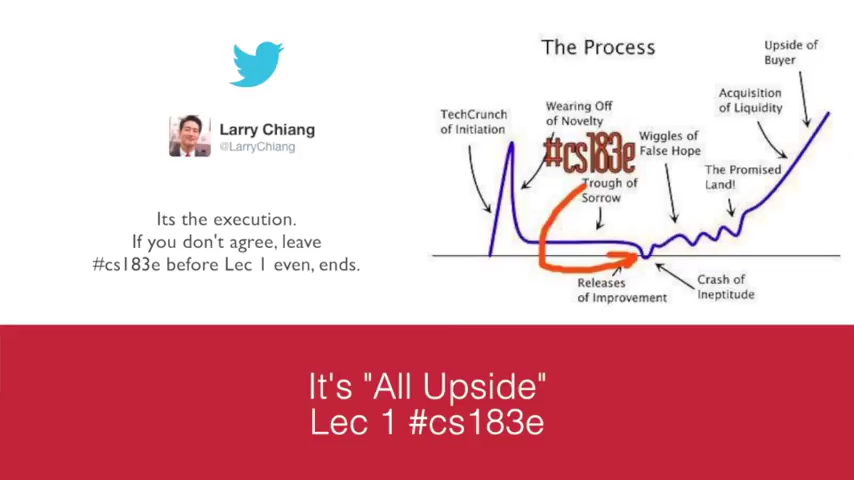 Larry Chiang
@LarryChiang
Its the execution.
If you don't agree, leave
#cs183e before Lec 1 even, ends.
The Process
TechCrunch
of Initiation
Wearing Off
of Novelty
#cs183e
Trough of
Sorrow
Releases
of Improvement
Wiggles of
False Hope
Crash of
Ineptitude
The Promised
Land!
Acquisition
of Liquidity
Upside of
Buyer
It's "All Upside"
Lec 1 #cs183e